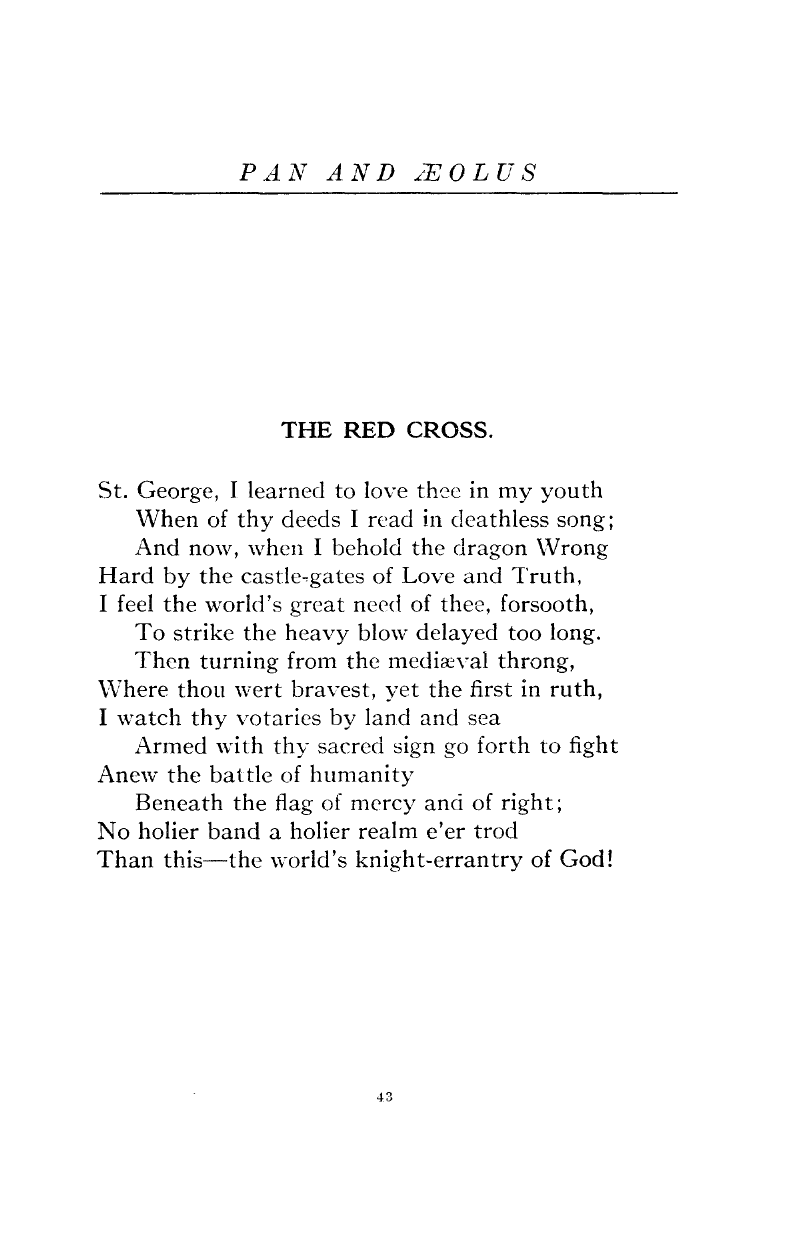 PAN AND ÆOLUS
THE RED CROSS.
St. George, I learned to love thee in my youth
When of thy deeds I read in deathless song;
And now, when I behold the dragon Wrong
Hard by the castle-gates of Love and Truth,
I feel the world's great need of thee, forsooth,
To strike the heavy blow delayed too long.
Then turning from the mediæval throng,
Where thou wert bravest, yet the first in ruth,
I watch thy votaries by land and sea
Armed with thy sacred sign go forth to fight
Anew the battle of humanity
Beneath the flag of mercy and of right;
No holier band a holier realm e'er trod
Than this—the world's knight-errantry of God!
43